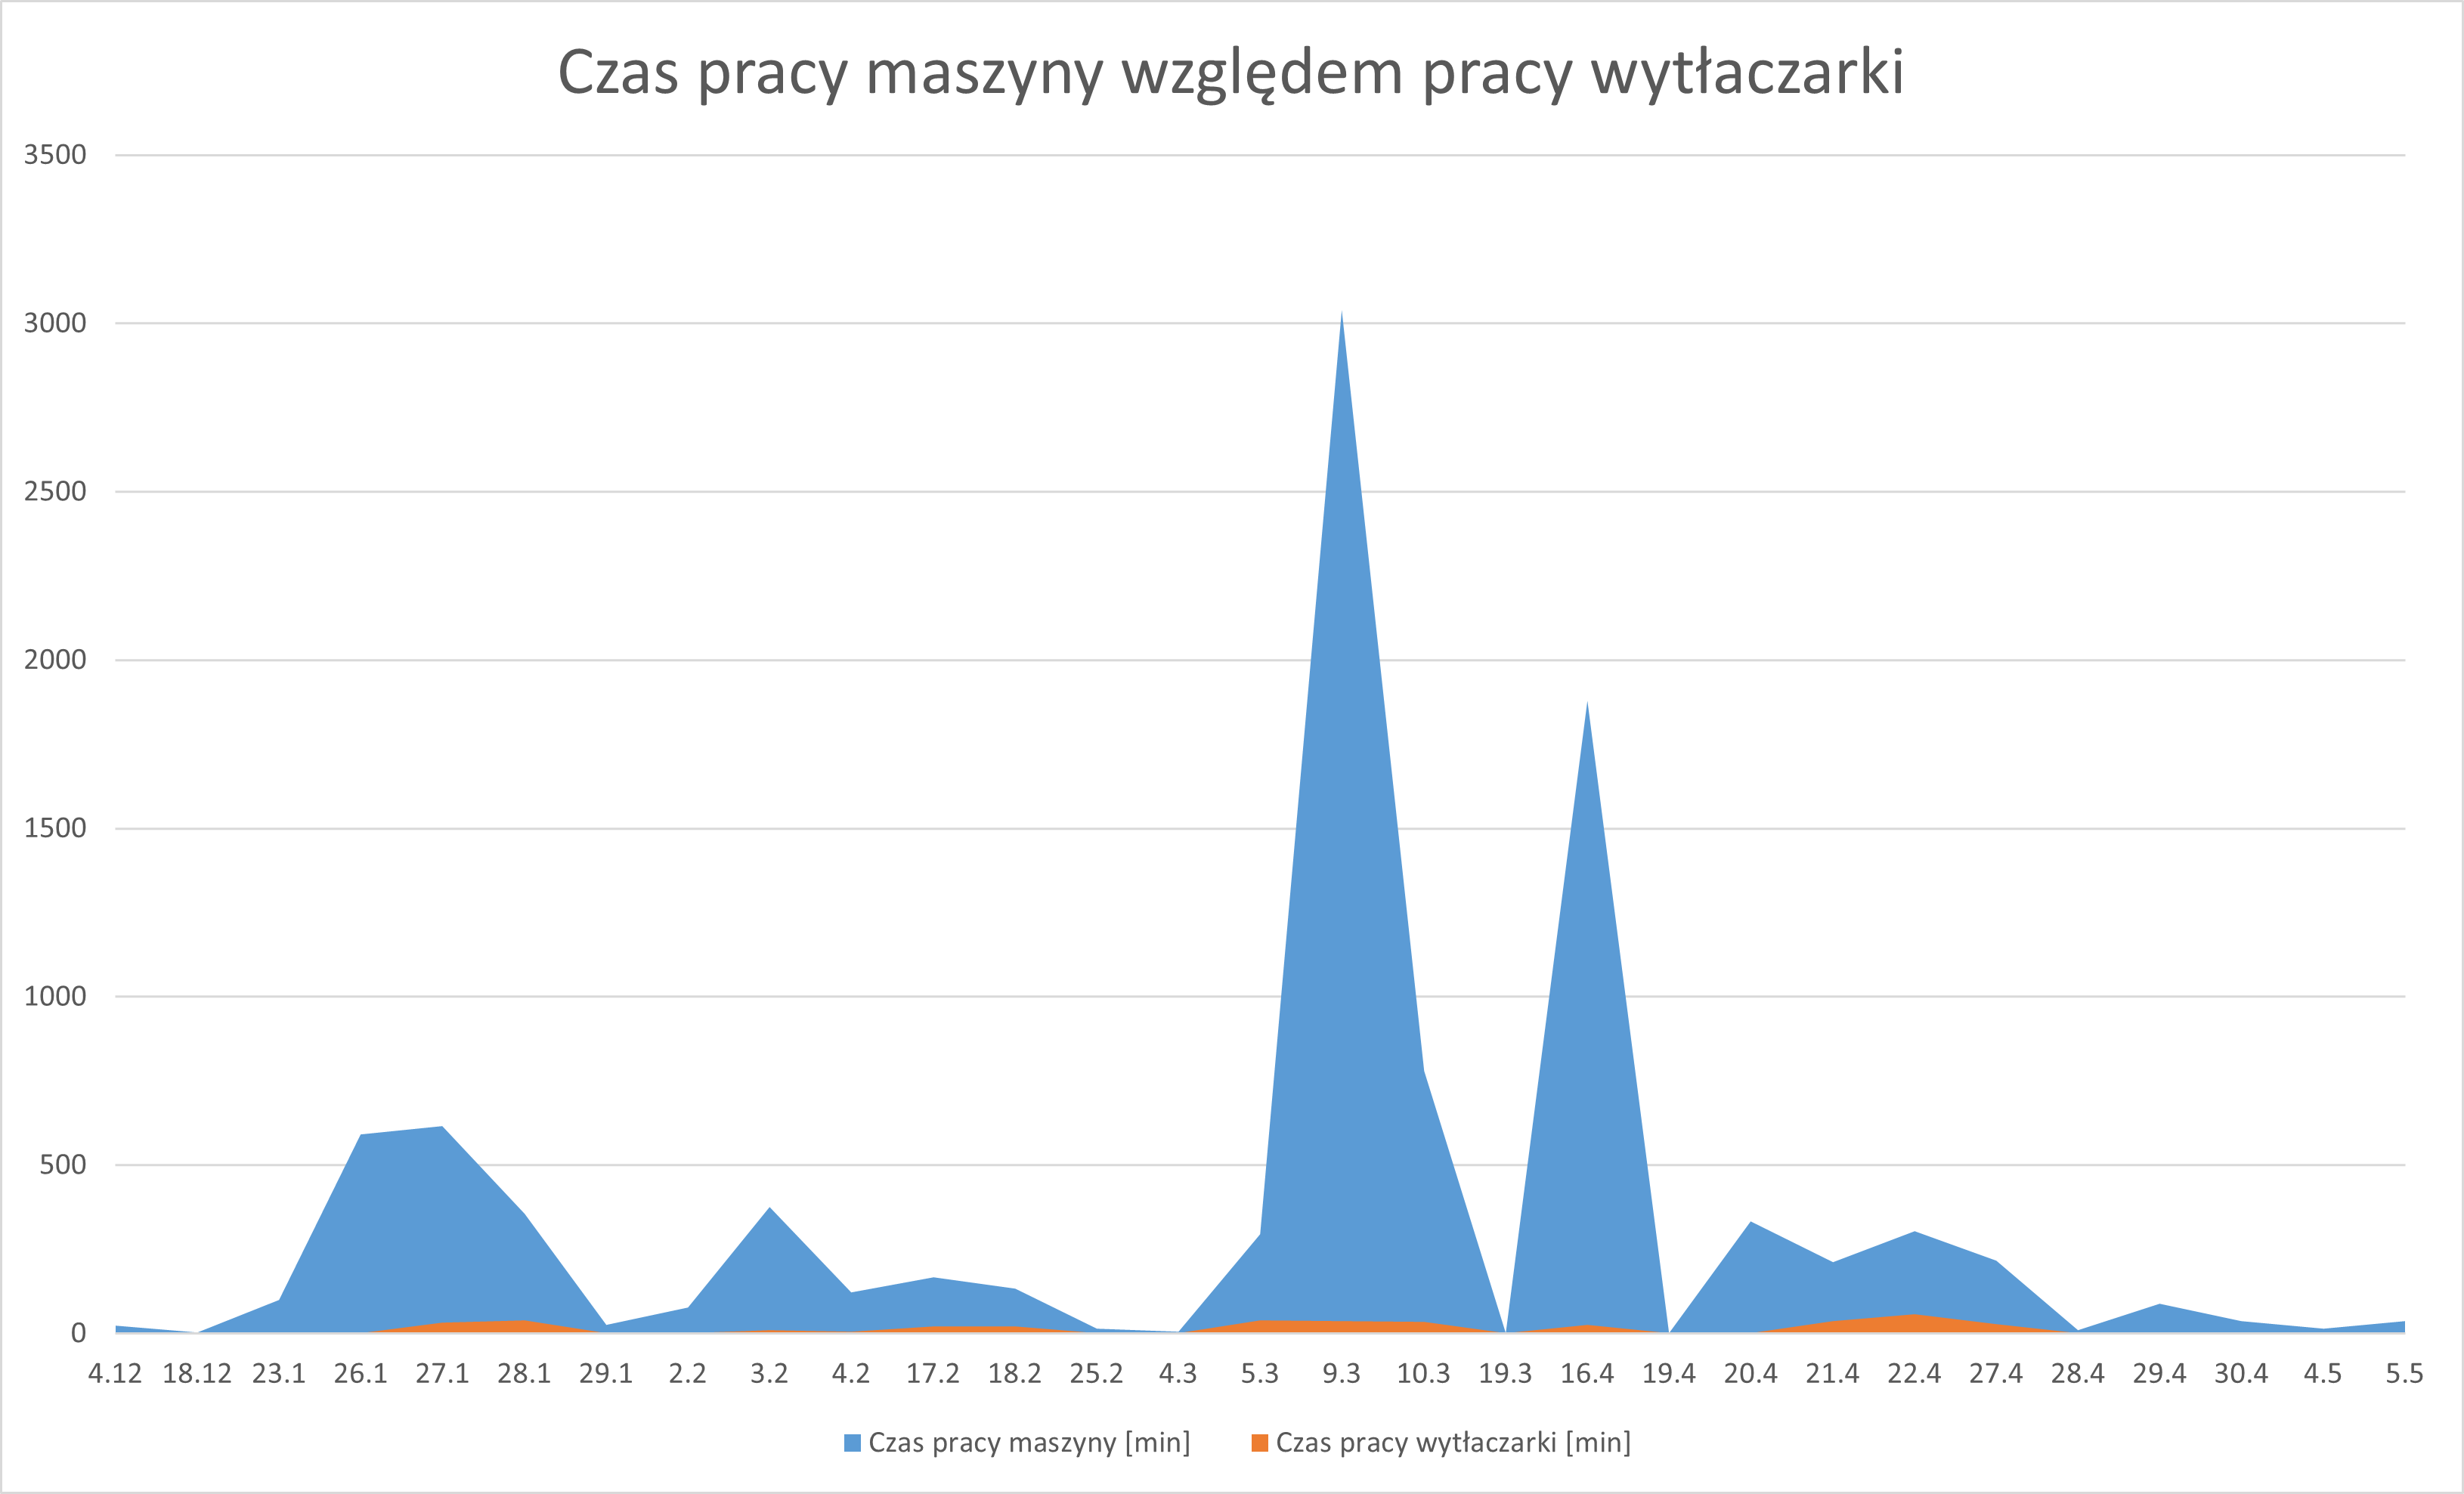 Czas pracy maszyny względem pracy wytłaczarki
3500
3000
2500
2000
1500
1000
500
0
4.12 18.12 23.1 26.1 27.1 28.1 29.1 2.2 3.2 4.2 17.2 18.2 25.2 4.3 5.3 9.3 10.3 19.3 16.4 19.4 20.4 21.4 22.4 27.4 28.4 29.4 30.4 4.5 5.5
Czas pracy maszyny [min] Czas pracy wytłaczarki [min]